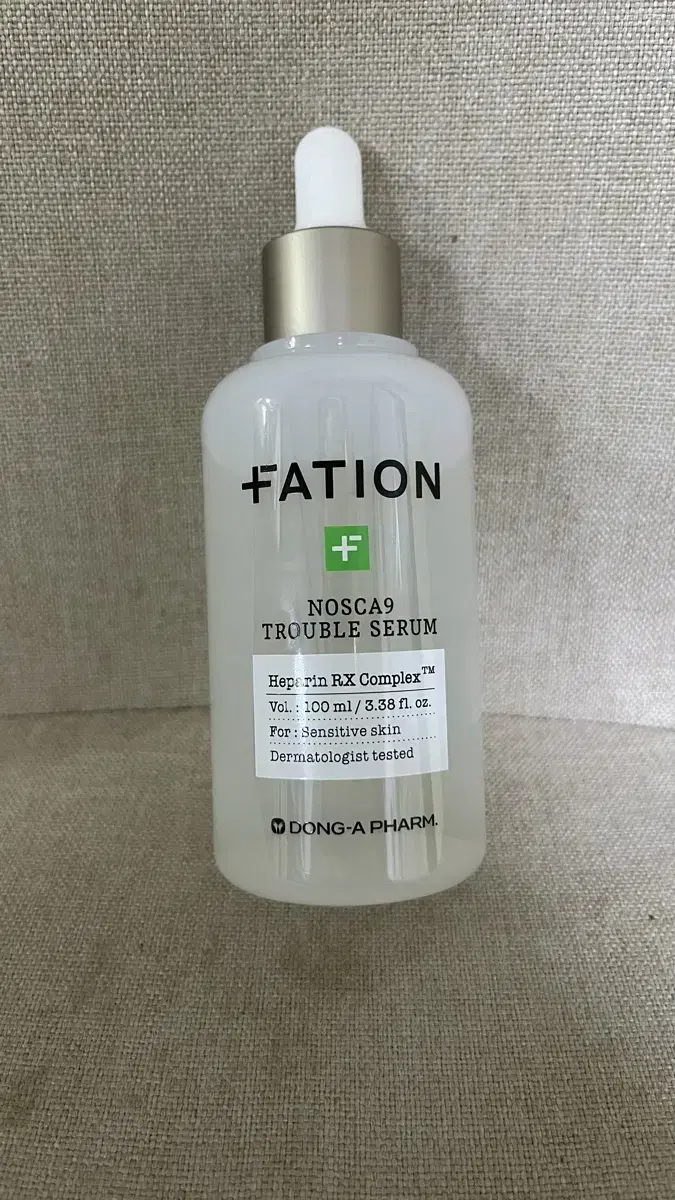 FATION
NOSCA9
TROUBLE SERUM
Heparin RX Complex™
Vol. : 100 ml / 3.38 fl. oz.
For : Sensitive skin
Dermatologist tested
DONG-A PHARM.